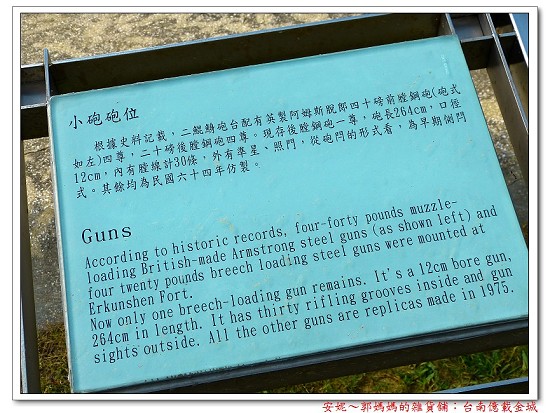 小砲砲位
根據史料記載，二鯤鯓砲台配有英製阿姆斯脫郎四十磅前膛鋼砲(砲式
如左)四尊，二十磅後膛鋼砲四尊。現存後膛鋼砲一尊，砲長264cm，口徑
12cm，內有膛線計30條，外有準星、照門，從砲門的形式看，為早期側門
式。其餘均為民國六十四年仿製。
Guns
According to historic records, four-forty pounds muzzle-
loading British-made Armstrong steel guns (as shown left) and
four twenty pounds breech loading steel guns were mounted at
Erkunshen Fort.
Now only one breech-loading gun remains. It's a 12cm bore gun,
264cm in length. It has thirty rifling grooves inside and gun
sights outside. All the other guns are replicas made in 1975.
安妮～郭媽媽的雜貨鋪：台南億載金城